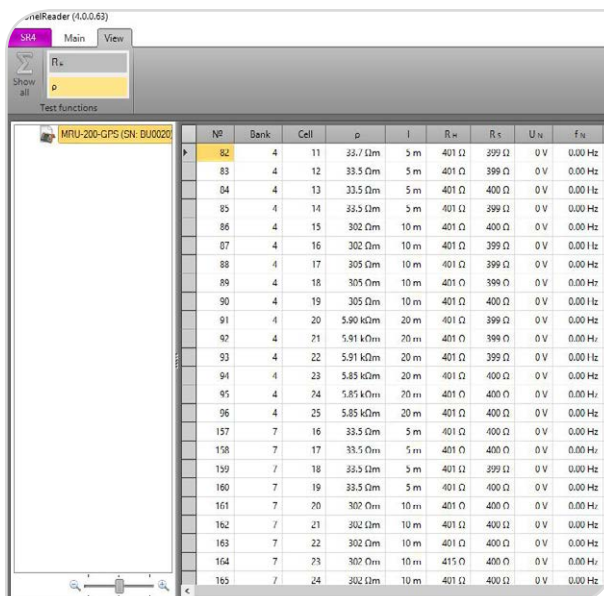 onelReader (4.0.0.63)
SR4 Main View
Show all
R E
ρ
Test functions
MRU-200-GPS (SN: BU0020
Nº Bank Cell ρ l R H R S U N f N
82 4 11 33.7 Ωm 5 m 401 Ω 399 Ω 0 V 0.00 Hz
83 4 12 33.5 Ωm 5 m 401 Ω 399 Ω 0 V 0.00 Hz
84 4 13 33.5 Ωm 5 m 401 Ω 400 Ω 0 V 0.00 Hz
85 4 14 33.5 Ωm 5 m 401 Ω 399 Ω 0 V 0.00 Hz
86 4 15 302 Ωm 10 m 401 Ω 400 Ω 0 V 0.00 Hz
87 4 16 302 Ωm 10 m 401 Ω 399 Ω 0 V 0.00 Hz
88 4 17 305 Ωm 10 m 401 Ω 399 Ω 0 V 0.00 Hz
89 4 18 305 Ωm 10 m 401 Ω 399 Ω 0 V 0.00 Hz
90 4 19 305 Ωm 10 m 401 Ω 400 Ω 0 V 0.00 Hz
91 4 20 5.90 kΩm 20 m 401 Ω 399 Ω 0 V 0.00 Hz
92 4 21 5.91 kΩm 20 m 401 Ω 399 Ω 0 V 0.00 Hz
93 4 22 5.91 kΩm 20 m 401 Ω 399 Ω 0 V 0.00 Hz
94 4 23 5.85 kΩm 20 m 401 Ω 400 Ω 0 V 0.00 Hz
95 4 24 5.85 kΩm 20 m 401 Ω 400 Ω 0 V 0.00 Hz
96 4 25 5.85 kΩm 20 m 401 Ω 400 Ω 0 V 0.00 Hz
157 7 16 33.5 Ωm 5 m 401 Ω 400 Ω 0 V 0.00 Hz
158 7 17 33.5 Ωm 5 m 401 Ω 400 Ω 0 V 0.00 Hz
159 7 18 33.5 Ωm 5 m 401 Ω 399 Ω 0 V 0.00 Hz
160 7 19 33.5 Ωm 5 m 401 Ω 400 Ω 0 V 0.00 Hz
161 7 20 302 Ωm 10 m 401 Ω 400 Ω 0 V 0.00 Hz
162 7 21 302 Ωm 10 m 401 Ω 400 Ω 0 V 0.00 Hz
163 7 22 302 Ωm 10 m 401 Ω 400 Ω 0 V 0.00 Hz
164 7 23 302 Ωm 10 m 415 Ω 400 Ω 0 V 0.00 Hz
165 7 24 302 Ωm 10 m 401 Ω 400 Ω 0 V 0.00 Hz